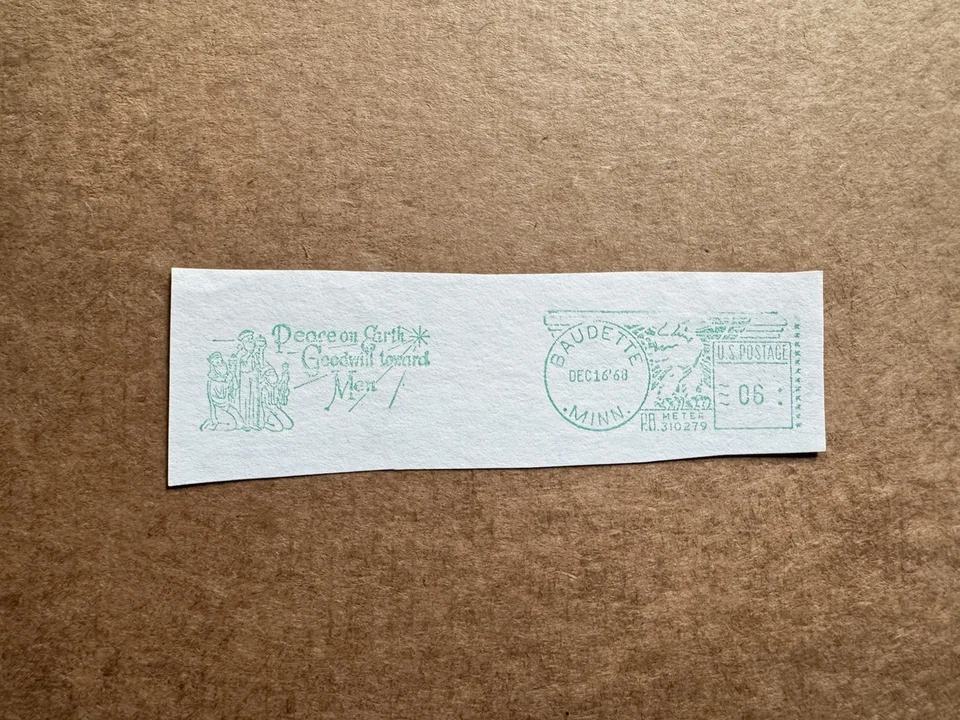 Peace on Earth
Goodwill toward
Men
BAUDETTE
DEC 16 '68
MINN.
P.B. METER
310279
U.S. POSTAGE
06